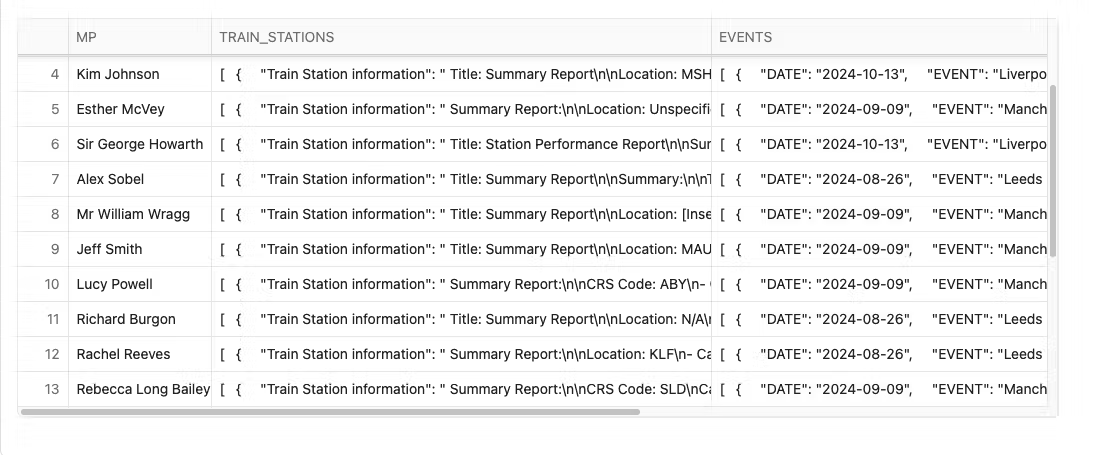 MP TRAIN_STATIONS EVENTS
4 Kim Johnson [ { "Train Station information": " Title: Summary Report\n\nLocation: MSH [ { "DATE": "2024-10-13", "EVENT": "Liverpo
5 Esther McVey [ { "Train Station information": " Summary Report:\n\nLocation: Unspecifi [ { "DATE": "2024-09-09", "EVENT": "Manch
6 Sir George Howarth [ { "Train Station information": " Title: Station Performance Report\n\nSur [ { "DATE": "2024-10-13", "EVENT": "Liverpo
7 Alex Sobel [ { "Train Station information": " Title: Summary Report\n\nSummary:\n\nT [ { "DATE": "2024-08-26", "EVENT": "Leeds
8 Mr William Wragg [ { "Train Station information": " Title: Summary Report\n\nLocation: [Inse [ { "DATE": "2024-09-09", "EVENT": "Manch
9 Jeff Smith [ { "Train Station information": " Title: Summary Report\n\nLocation: MAU [ { "DATE": "2024-09-09", "EVENT": "Manch
10 Lucy Powell [ { "Train Station information": " Summary Report:\n\nCRS Code: ABY\n- [ { "DATE": "2024-09-09", "EVENT": "Manch
11 Richard Burgon [ { "Train Station information": " Title: Summary Report\n\nLocation: N/A\n [ { "DATE": "2024-08-26", "EVENT": "Leeds
12 Rachel Reeves [ { "Train Station information": " Summary Report:\n\nLocation: KLF\n- Ca [ { "DATE": "2024-08-26", "EVENT": "Leeds
13 Rebecca Long Bailey [ { "Train Station information": " Summary Report:\n\nCRS Code: SLD\nCa [ { "DATE": "2024-09-09", "EVENT": "Manch